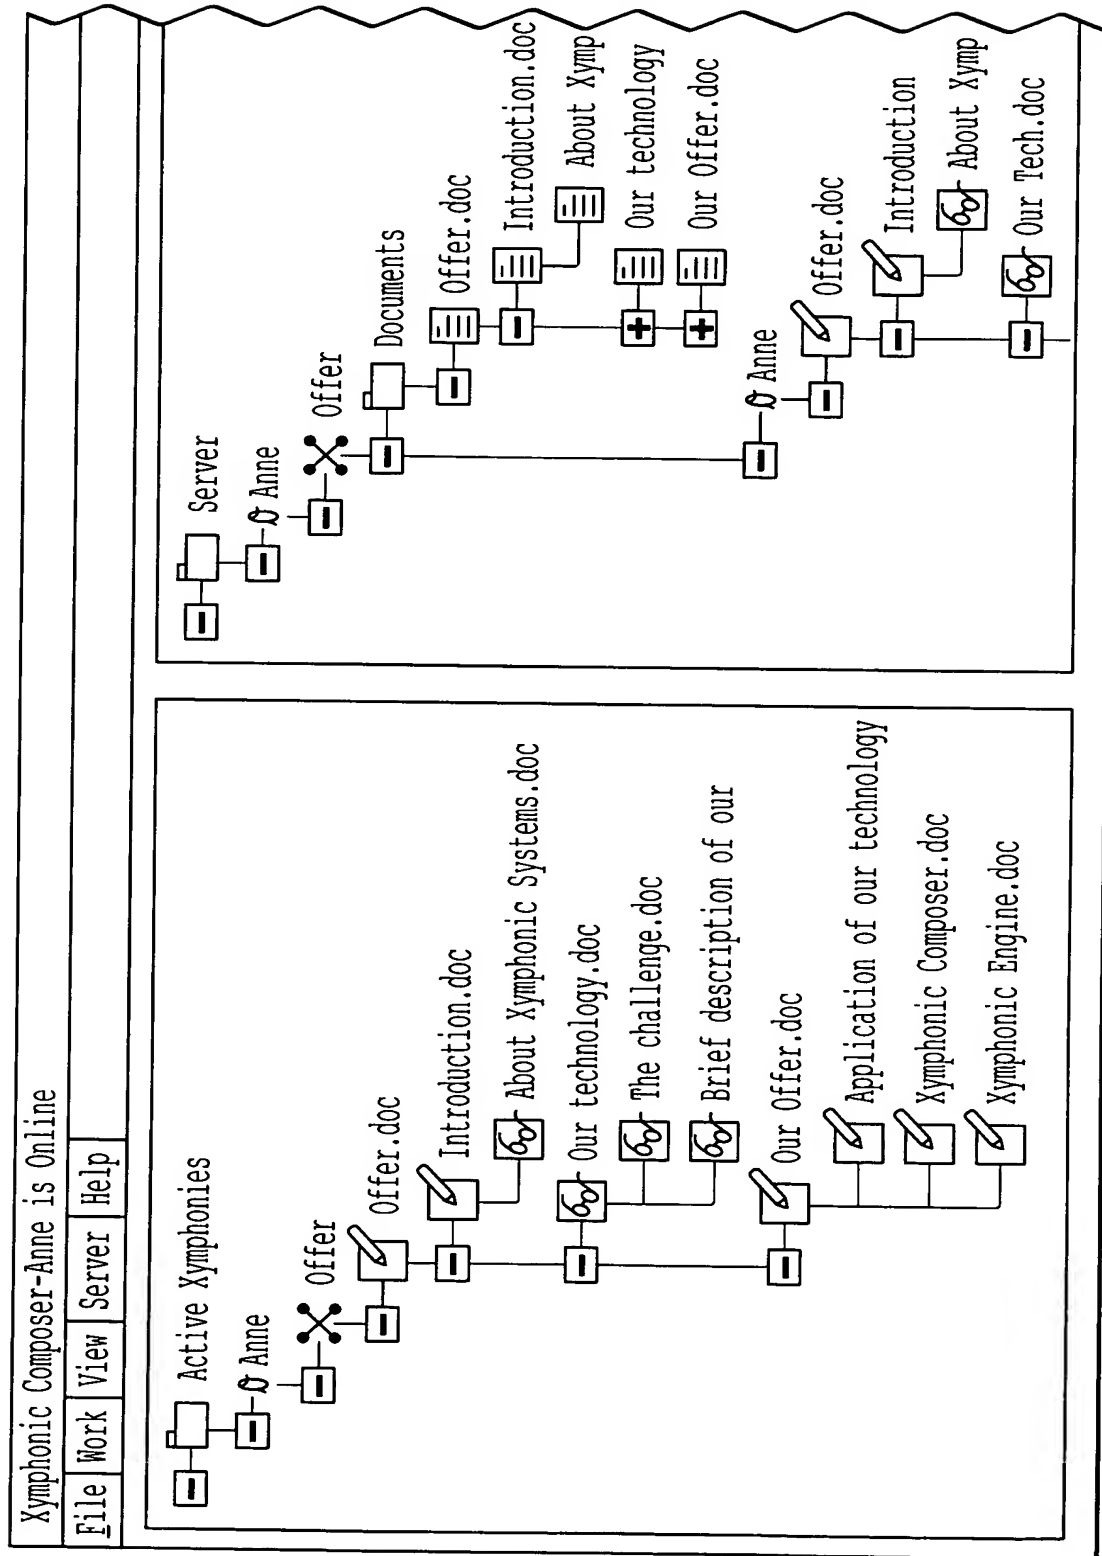 Xymphonic Composer-Anne is Online
File Work View Server Help
Active Xymphonies
Anne
Offer
Offer.doc
Introduction.doc
About Xymphonic Systems.doc
Our technology.doc
The challenge.doc
Brief description of our
Our Offer.doc
Application of our technology
Xymphonic Composer.doc
Xymphonic Engine.doc
Server
Anne
Offer
Documents
Offer.doc
Introduction.doc
About Xymp
Our technology
Our Offer.doc
Anne
Offer.doc
Introduction
About Xymp
Our Tech.doc